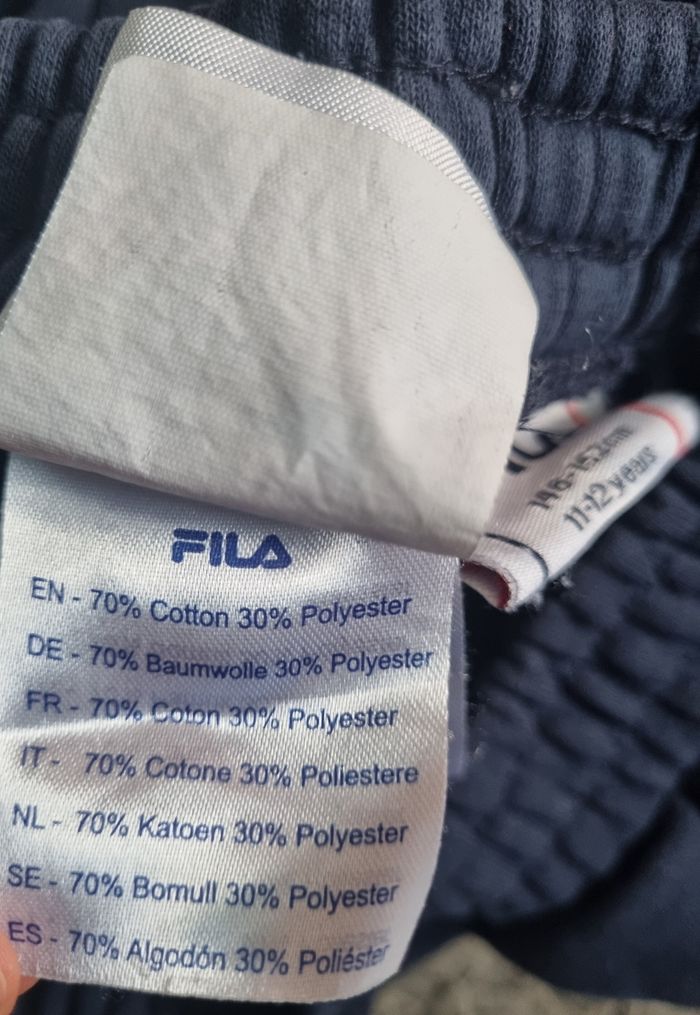 146-152cm
11-12 years
FILA
EN - 70% Cotton 30% Polyester
DE - 70% Baumwolle 30% Polyester
FR - 70% Coton 30% Polyester
IT - 70% Cotone 30% Poliestere
NL - 70% Katoen 30% Polyester
SE - 70% Bomull 30% Polyester
ES - 70% Algodón 30% Poliéster